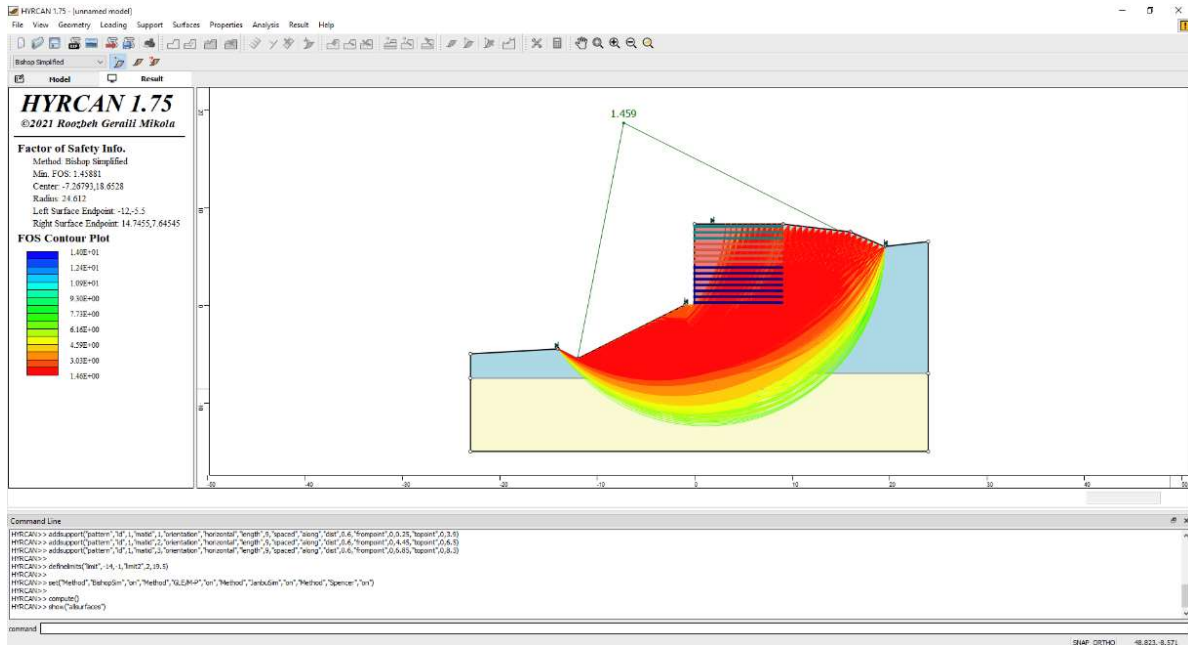 HYRCAN 1.75 - [unnamed model]
File View Geometry Loading Support Surfaces Properties Analysis Result Help
Bishop Simplified
Model Result
HYRCAN 1.75
©2021 Roozbeh Geraili Mikola
Factor of Safety Info.
Method: Bishop Simplified
Min. FOS: 1.45881
Center: -7.26793,18.6528
Radius: 24.612
Left Surface Endpoint: -12,-5.5
Right Surface Endpoint: 14.7455,7.64545
FOS Contour Plot
1.40E+01
1.24E+01
1.09E+01
9.30E+00
7.73E+00
6.16E+00
4.59E+00
3.03E+00
1.46E+00
1.459
-50 -40 -30 -20 -10 0 10 20 30 40 50
Command Line
HYRCAN>> addsupport("pattern","id",1,"matid",1,"orientation","horizontal","length",9,"spaced","along","dist",0.6,"frompoint",0,0.25,"topoint",0,3.9)
HYRCAN>> addsupport("pattern","id",1,"matid",2,"orientation","horizontal","length",9,"spaced","along","dist",0.6,"frompoint",0,4.45,"topoint",0,6.5)
HYRCAN>> addsupport("pattern","id",1,"matid",3,"orientation","horizontal","length",9,"spaced","along","dist",0.6,"frompoint",0,6.85,"topoint",0,8.3)
HYRCAN>>
HYRCAN>> definelimits("limit",-14,-1,"limit2",2,19.5)
HYRCAN>>
HYRCAN>> set("Method","BishopSim","on","Method","GLE/M-P","on","Method","JanbuSim","on","Method","Spencer","on")
HYRCAN>>
HYRCAN>> compute()
HYRCAN>> show("allsurfaces")
command
SNAP ORTHO 48.823,-8.571